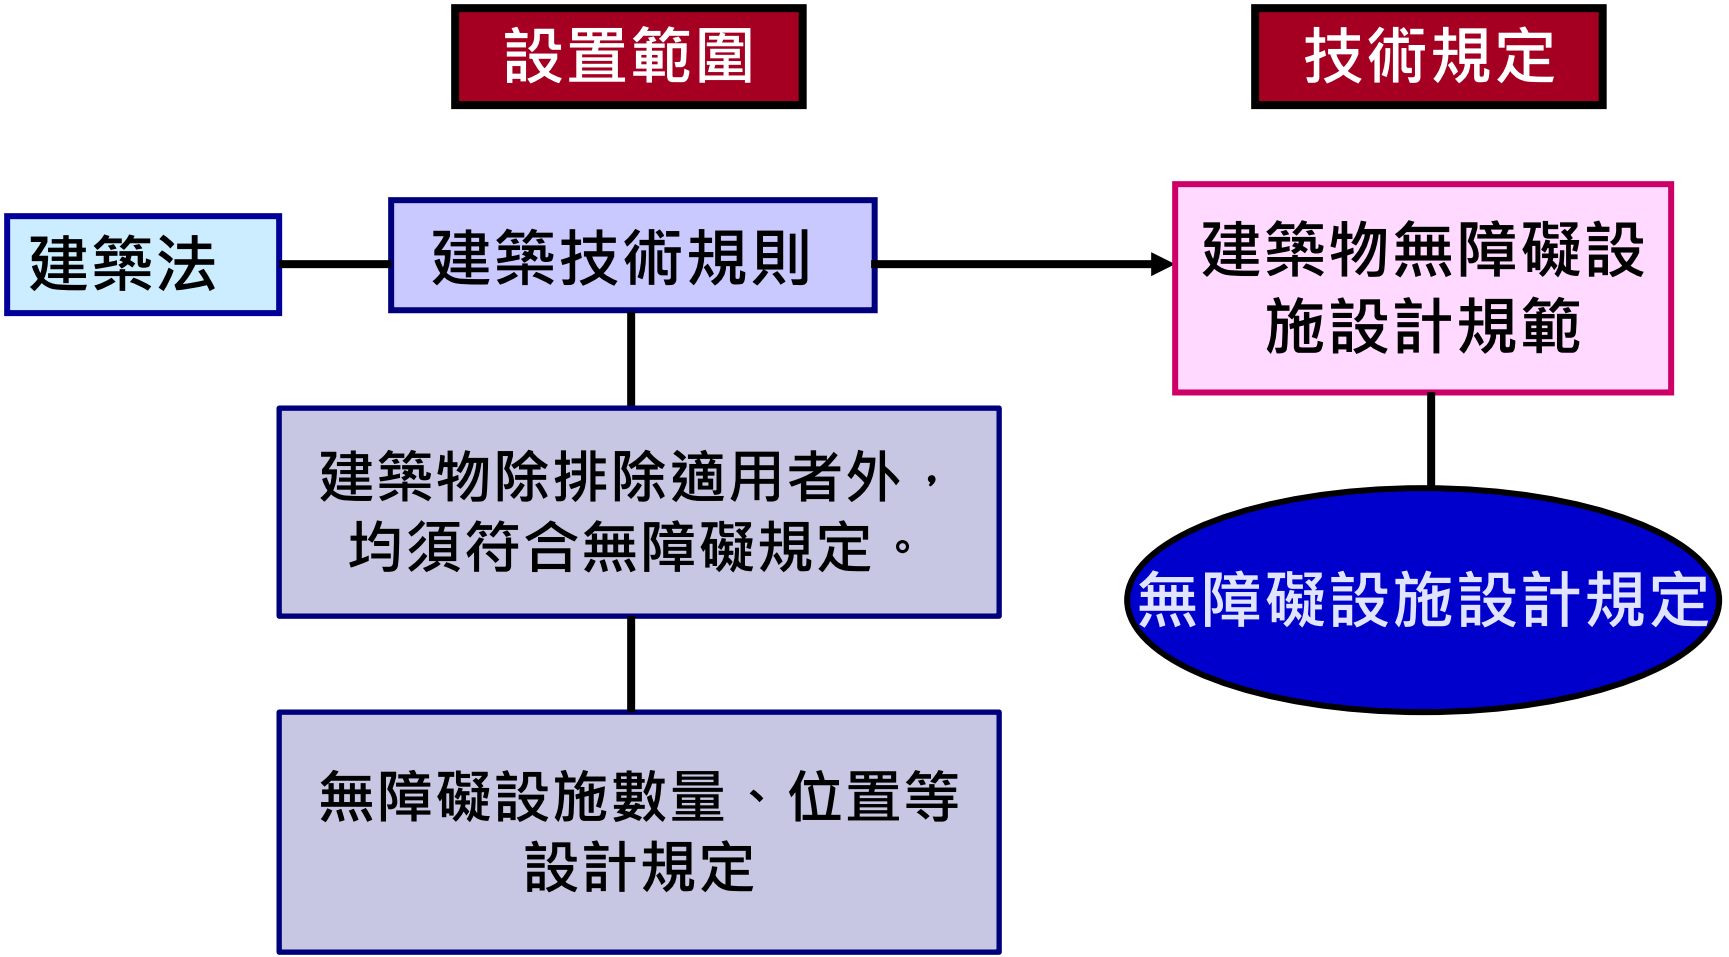 設置範圍
技術規定
建築法
建築技術規則
建築物無障礙設
施設計規範
建築物除排除適用者外，
均須符合無障礙規定。
無障礙設施設計規定
無障礙設施數量、位置等
設計規定